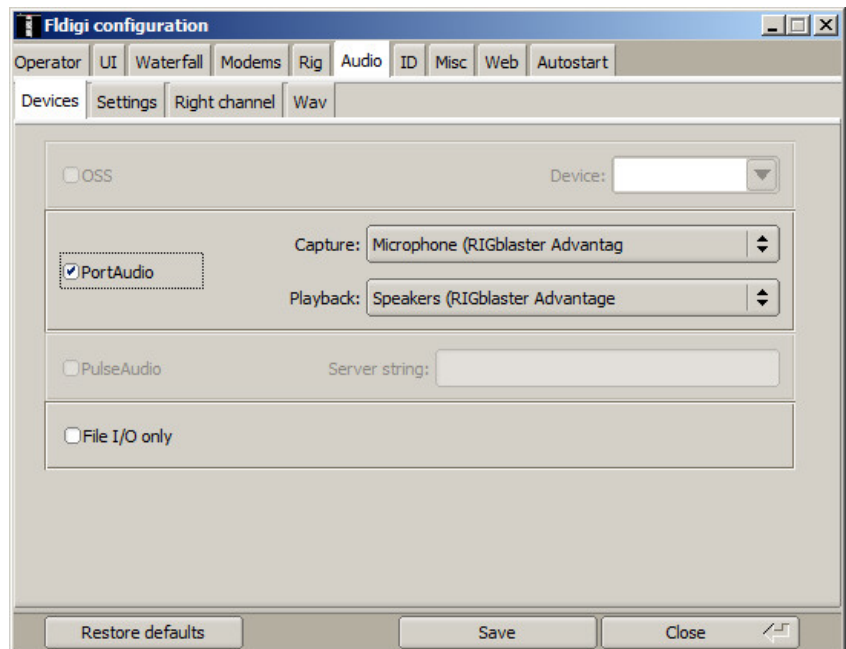 Fldigi configuration
Operator UI Waterfall Modems Rig Audio ID Misc Web Autostart
Devices Settings Right channel Wav
OSS Device:
Capture: Microphone (RIGblaster Advantag
PortAudio
Playback: Speakers (RIGblaster Advantage
PulseAudio Server string:
File I/O only
Restore defaults Save Close